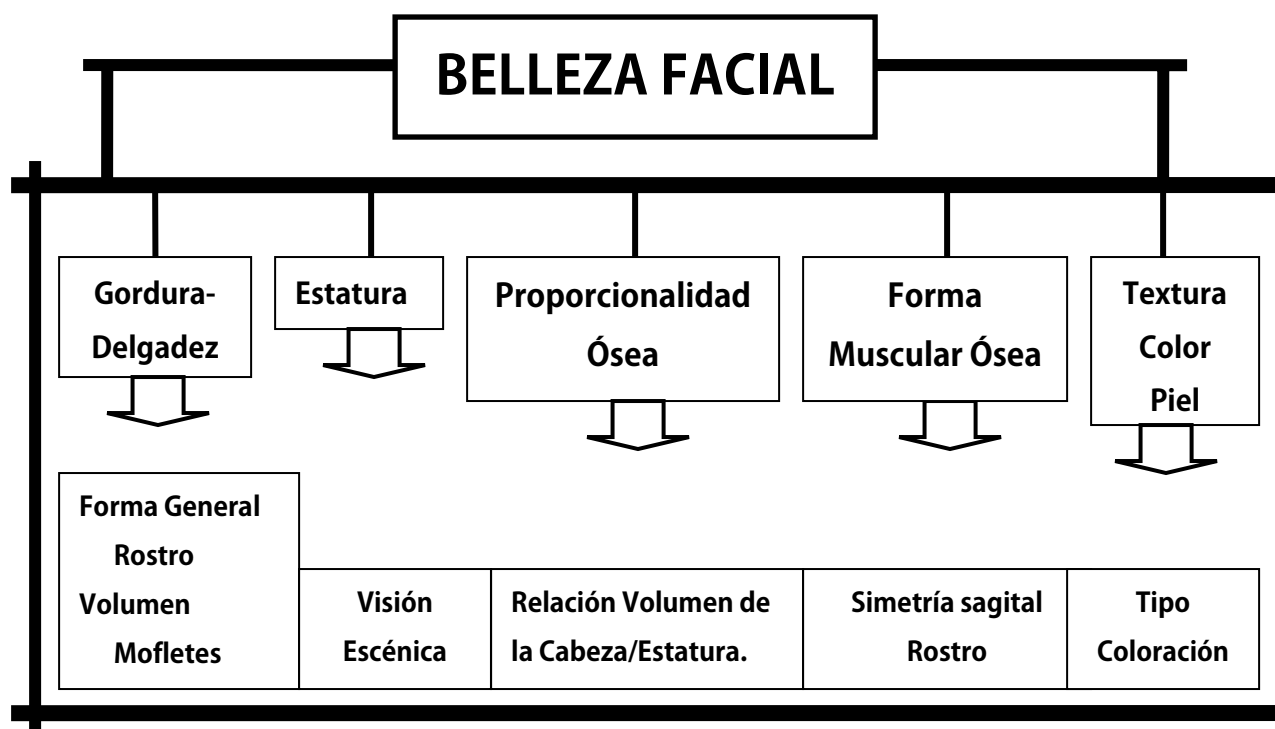 BELLEZA FACIAL
Gordura-
Delgadez
Estatura
Proporcionalidad
Ósea
Forma
Muscular Ósea
Textura
Color
Piel
Forma General
Rostro
Volumen
Mofletes
Visión
Escénica
Relación Volumen de
la Cabeza/Estatura.
Simetría sagital
Rostro
Tipo
Coloración